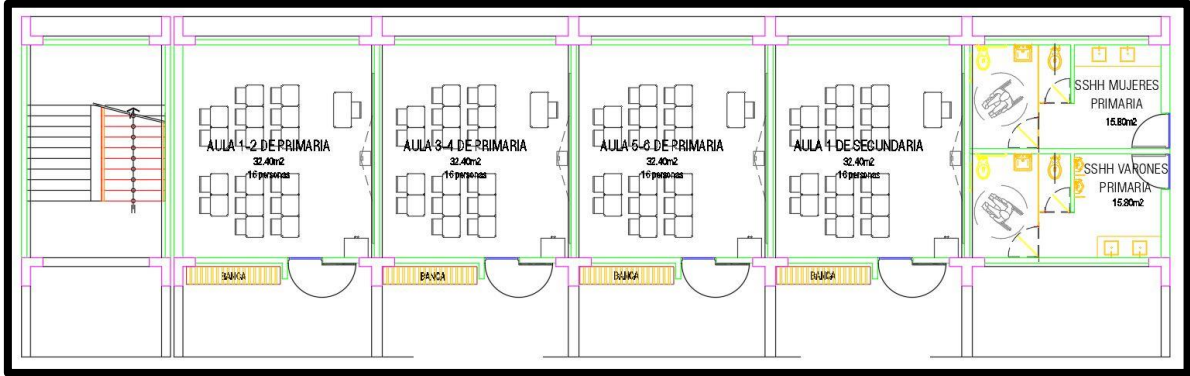 AULA 1-2 DE PRIMARIA
32.40m2
16 personas
AULA 3-4 DE PRIMARIA
32.40m2
16 personas
AULA 5-6 DE PRIMARIA
32.40m2
16 personas
AULA 1 DE SECUNDARIA
32.40m2
16 personas
SSHH MUJERES
PRIMARIA
15.80m2
SSHH VARONES
PRIMARIA
15.80m2
BANCA
BANCA
BANCA
BANCA